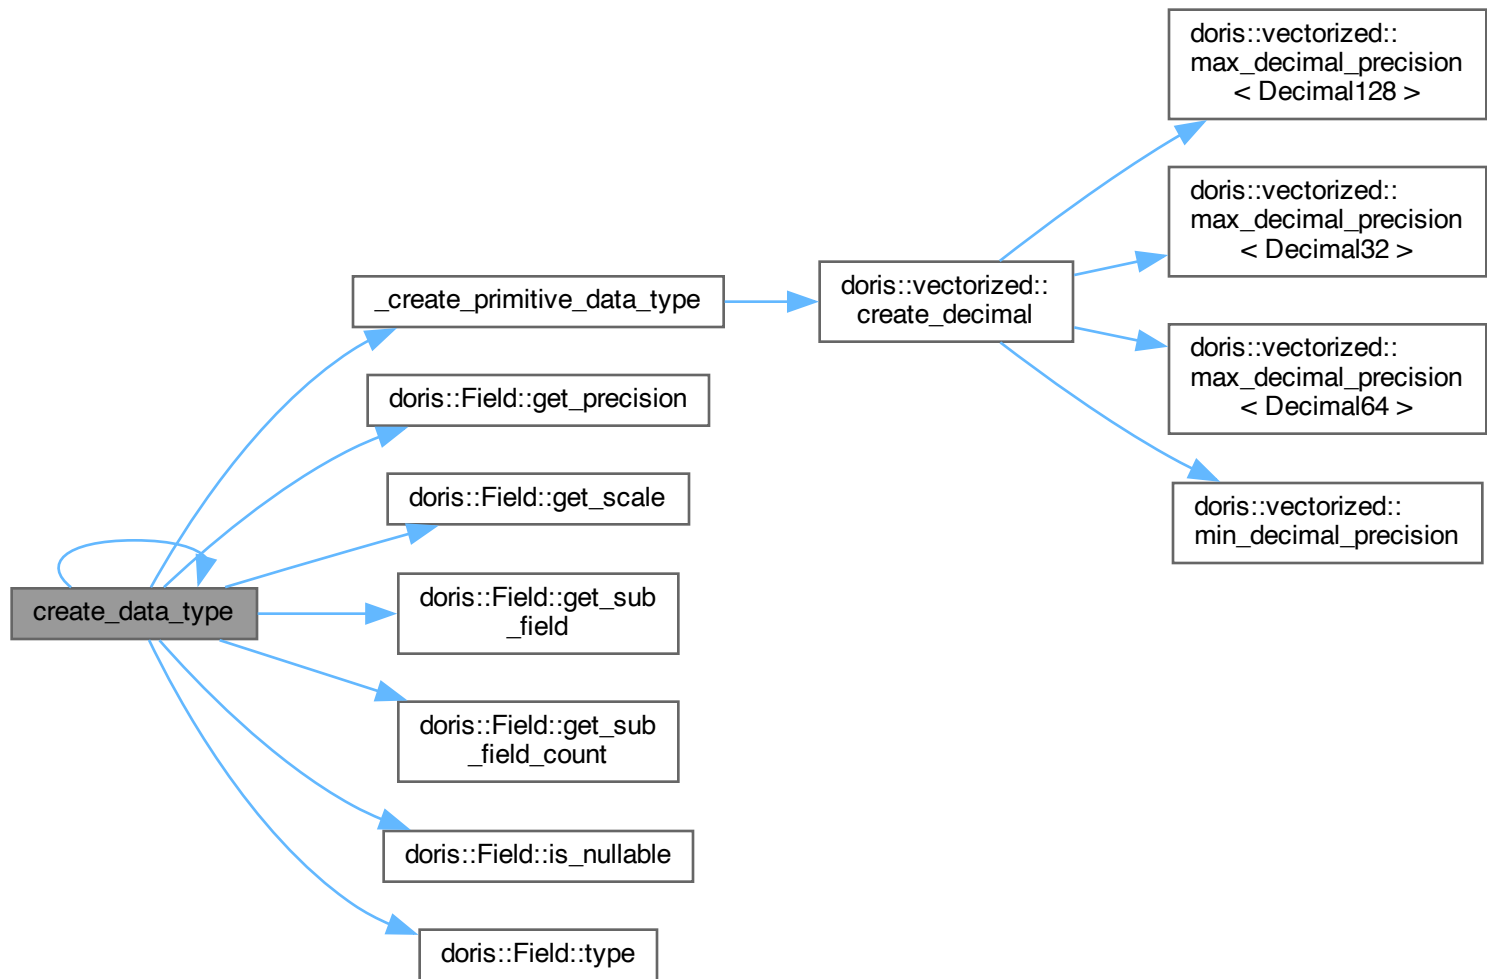 create_data_type
_create_primitive_data_type
doris::Field::get_precision
doris::Field::get_scale
doris::Field::get_sub
_field
doris::Field::get_sub
_field_count
doris::Field::is_nullable
doris::Field::type
doris::vectorized::
create_decimal
doris::vectorized::
max_decimal_precision
< Decimal128 >
doris::vectorized::
max_decimal_precision
< Decimal32 >
doris::vectorized::
max_decimal_precision
< Decimal64 >
doris::vectorized::
min_decimal_precision